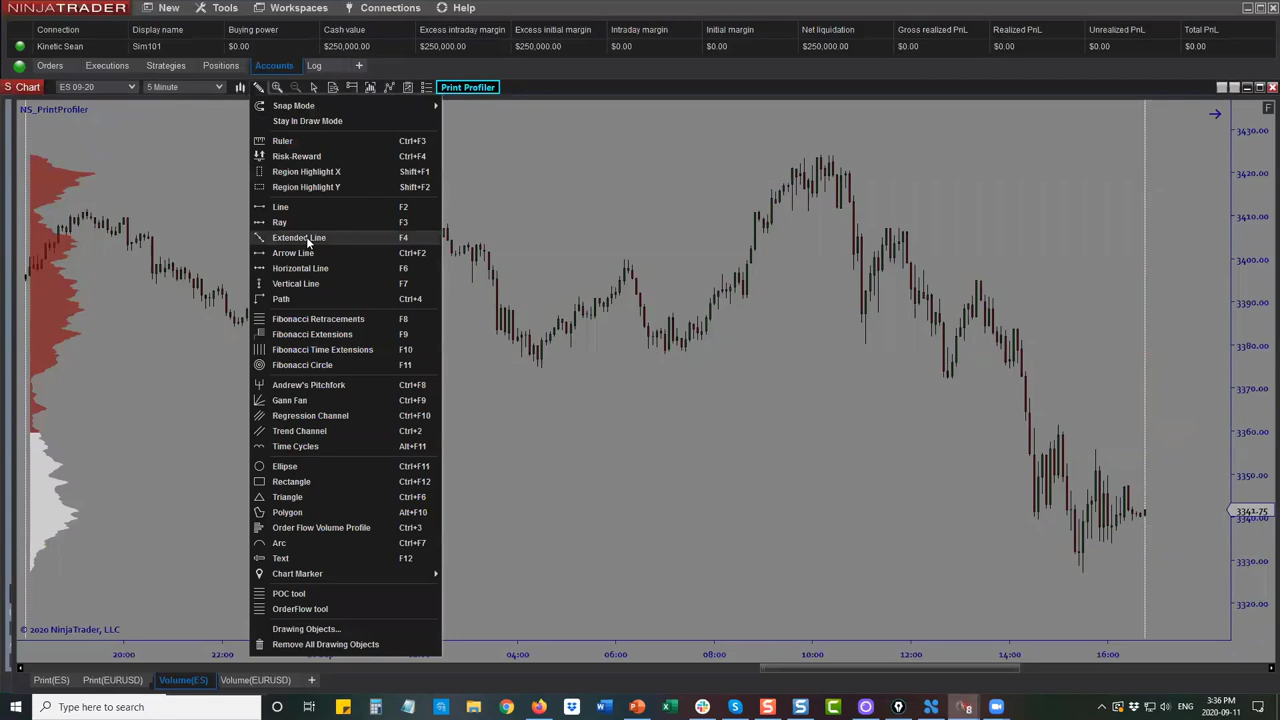 NINJATRADER New Tools Workspaces Connections Help
Connection Display name Buying power Cash value Excess intraday margin Excess initial margin Intraday margin Initial margin Net liquidation Gross realized PnL Realized PnL Unrealized PnL Total PnL
Kinetic Sean Sim101 $0.00 $250,000.00 $250,000.00 $250,000.00 $0.00 $0.00 $250,000.00 $0.00 $0.00 $0.00 $0.00
Orders Executions Strategies Positions Accounts Log +
S Chart ES 09-20 5 Minute Print Profiler
NS_PrintProfiler
F
Snap Mode
Stay In Draw Mode
Ruler Ctrl+F3
Risk-Reward Ctrl+F4
Region Highlight X Shift+F1
Region Highlight Y Shift+F2
Line F2
Ray F3
Extended Line F4
Arrow Line Ctrl+F2
Horizontal Line F6
Vertical Line F7
Path Ctrl+4
Fibonacci Retracements F8
Fibonacci Extensions F9
Fibonacci Time Extensions F10
Fibonacci Circle F11
Andrew's Pitchfork Ctrl+F8
Gann Fan Ctrl+F9
Regression Channel Ctrl+F10
Trend Channel Ctrl+2
Time Cycles Alt+F11
Ellipse Ctrl+F11
Rectangle Ctrl+F12
Triangle Ctrl+F6
Polygon Alt+F10
Order Flow Volume Profile Ctrl+3
Arc Ctrl+F7
Text F12
Chart Marker
POC tool
OrderFlow tool
Drawing Objects...
Remove All Drawing Objects
3430.00
3420.00
3410.00
3400.00
3390.00
3380.00
3370.00
3360.00
3350.00
3341.75
3340.00
3330.00
3320.00
© 2020 NinjaTrader, LLC
20:00 22:00 04:00 06:00 08:00 10:00 12:00 14:00 16:00
Print(ES) Print(EURUSD) Volume(ES) Volume(EURUSD) +
Type here to search
8
ENG
3:36 PM
2020-09-11